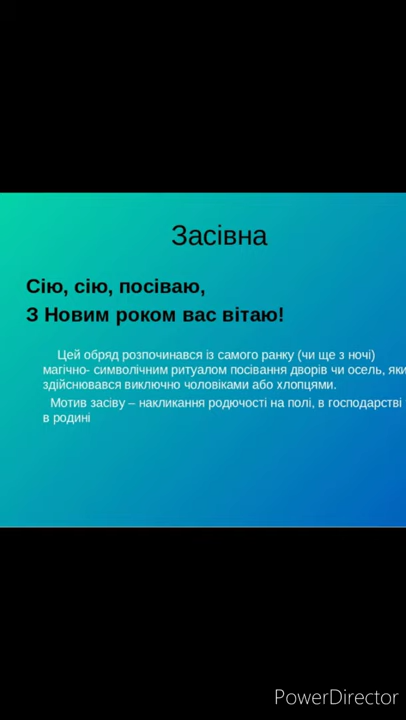 Засівна
Сію, сію, посіваю,
З Новим роком вас вітаю!
Цей обряд розпочинався із самого ранку (чи ще з ночі)
магічно- символічним ритуалом посівання дворів чи осель, яки
здійснювався виключно чоловіками або хлопцями.
Мотив засіву – накликання родючості на полі, в господарстві
в родині
PowerDirector